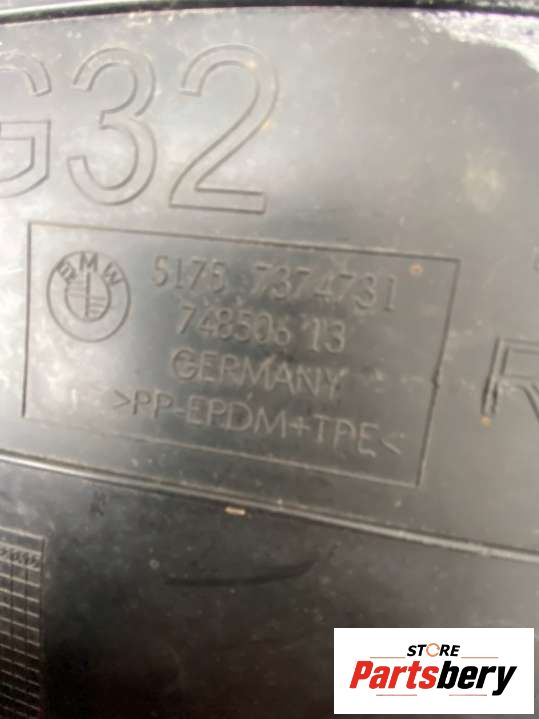 G32
BMW
5175 7374731
748506 13
GERMANY
>PP-EPDM+TPE<
R
STORE
Partsbery